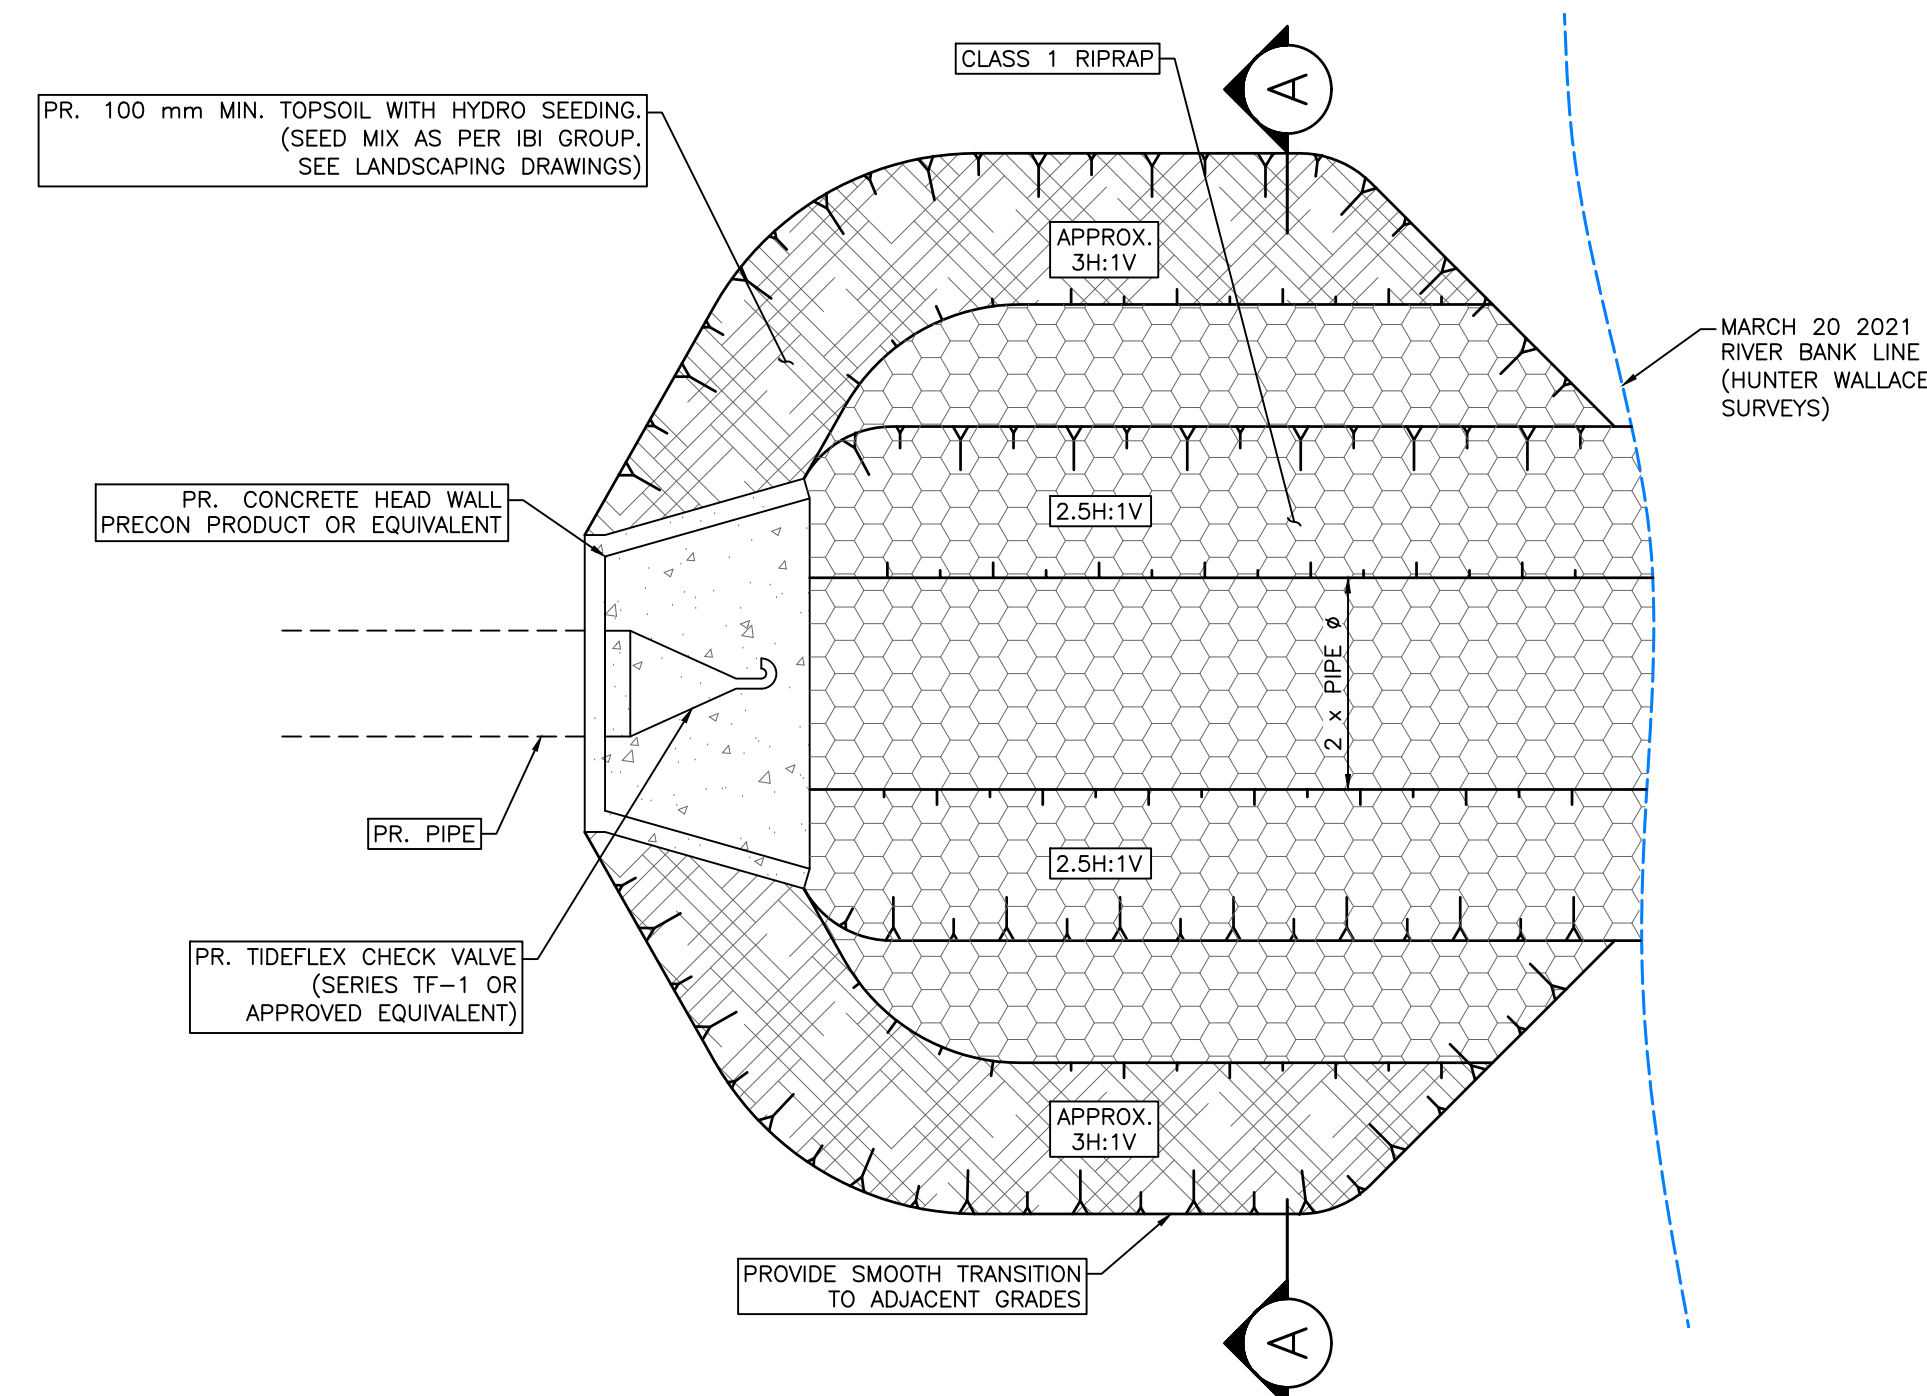 CLASS 1 RIPRAP
A
PR. 100 mm MIN. TOPSOIL WITH HYDRO SEEDING.
(SEED MIX AS PER IBI GROUP.
SEE LANDSCAPING DRAWINGS)
APPROX.
3H:1V
MARCH 20 2021
RIVER BANK LINE
(HUNTER WALLACE
SURVEYS)
PR. CONCRETE HEAD WALL
PRECON PRODUCT OR EQUIVALENT
2.5H:1V
2 x PIPE ø
PR. PIPE
2.5H:1V
PR. TIDEFLEX CHECK VALVE
(SERIES TF-1 OR
APPROVED EQUIVALENT)
APPROX.
3H:1V
PROVIDE SMOOTH TRANSITION
TO ADJACENT GRADES
A